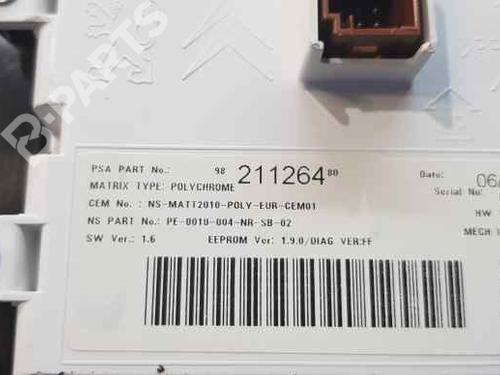 B-PARTS
PSA PART No.: 98 211264 80
MATRIX TYPE: POLYCHROME
CEM No. : NS-MATT2010-POLY-EUR-CEM01
NS PART No.: PE-0010-004-NR-SB-02
SW Ver.: 1.6 EEPROM Ver: 1.9.0/DIAG VER:FF
Date: 06
Serial No.:
HW
MECH